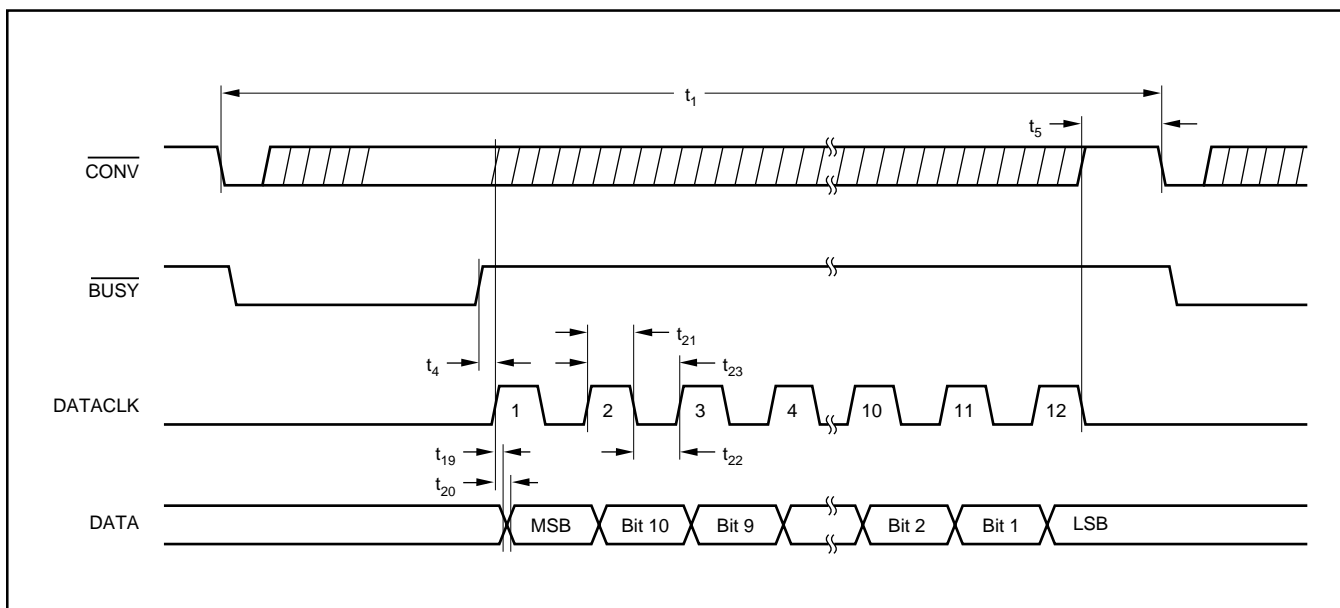 t1
t5
CONV
BUSY
t21
t4
t23
DATACLK
1 2 3 4 10 11 12
t19
t22
t20
DATA
MSB Bit 10 Bit 9 Bit 2 Bit 1 LSB